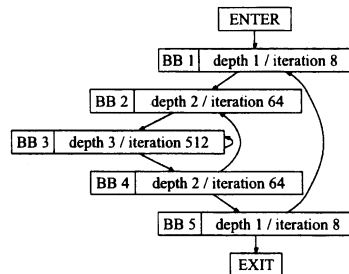 ENTER
BB 1 depth 1 / iteration 8
BB 2 depth 2 / iteration 64
BB 3 depth 3 / iteration 512
BB 4 depth 2 / iteration 64
BB 5 depth 1 / iteration 8
EXIT